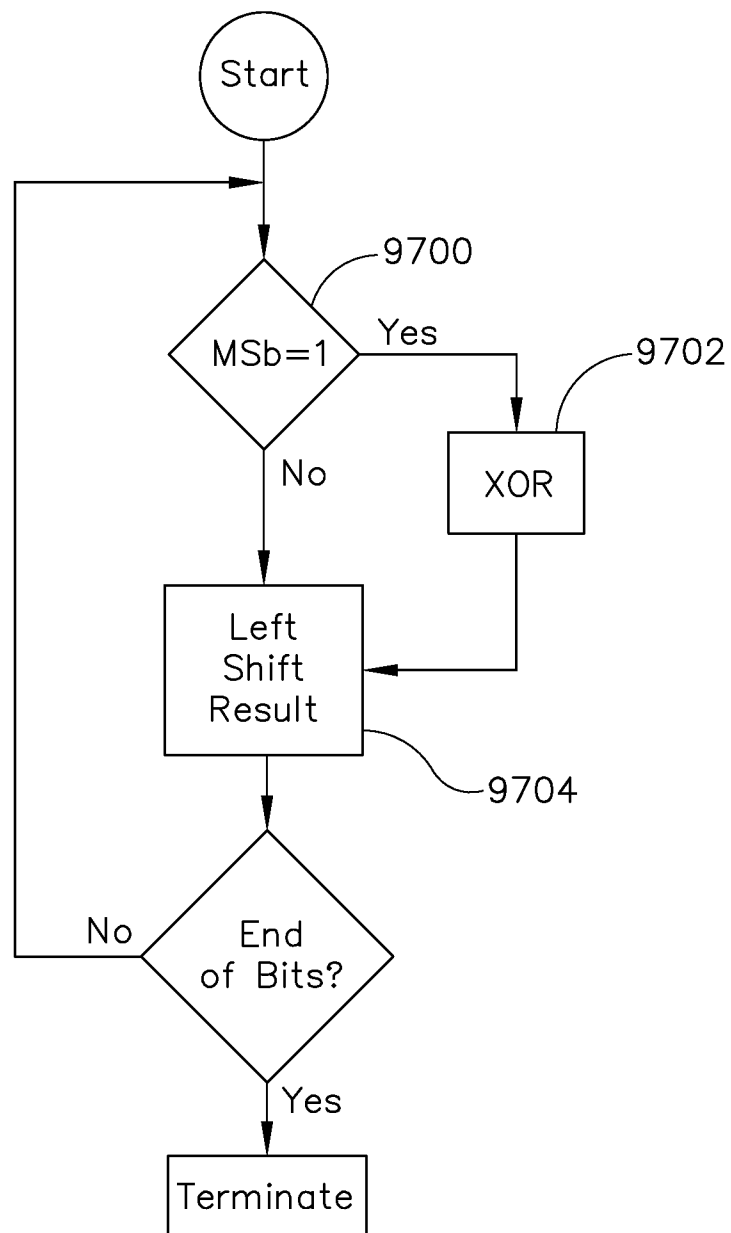 Start
9700
MSb=1
Yes
9702
No
XOR
Left
Shift
Result
9704
No
End
of Bits?
Yes
Terminate